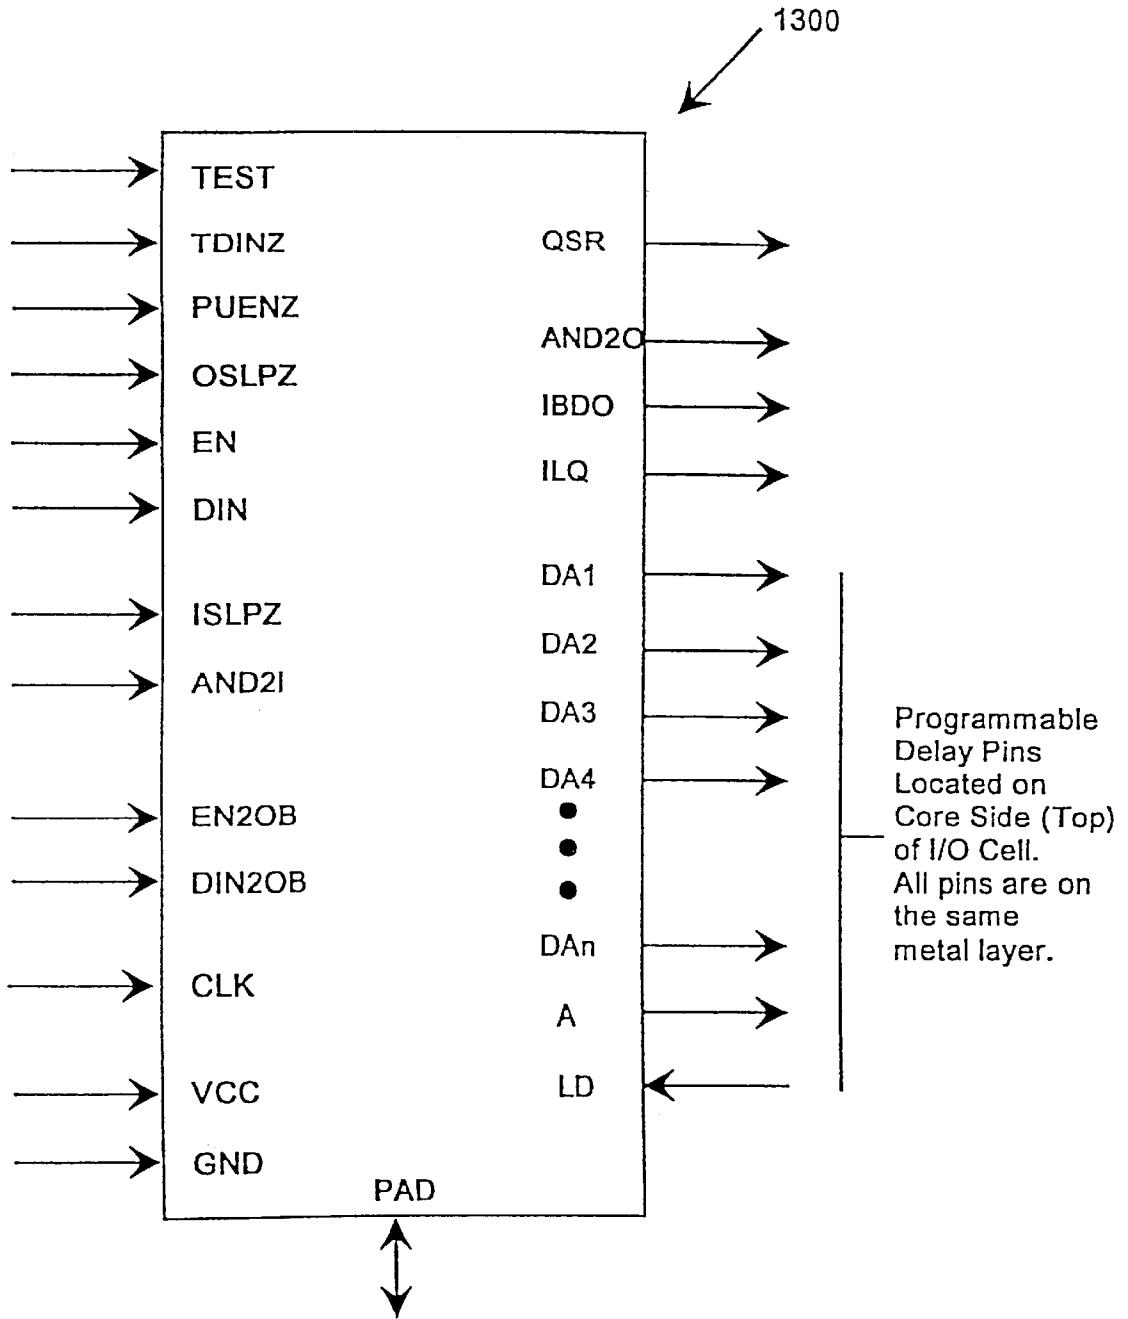 1300
TEST
TDINZ
PUENZ
OSLPZ
EN
DIN
ISLPZ
AND2I
EN2OB
DIN2OB
CLK
VCC
GND
QSR
AND2O
IBDO
ILQ
DA1
DA2
DA3
DA4
DAn
A
LD
PAD
Programmable
Delay Pins
Located on
Core Side (Top)
of I/O Cell.
All pins are on
the same
metal layer.